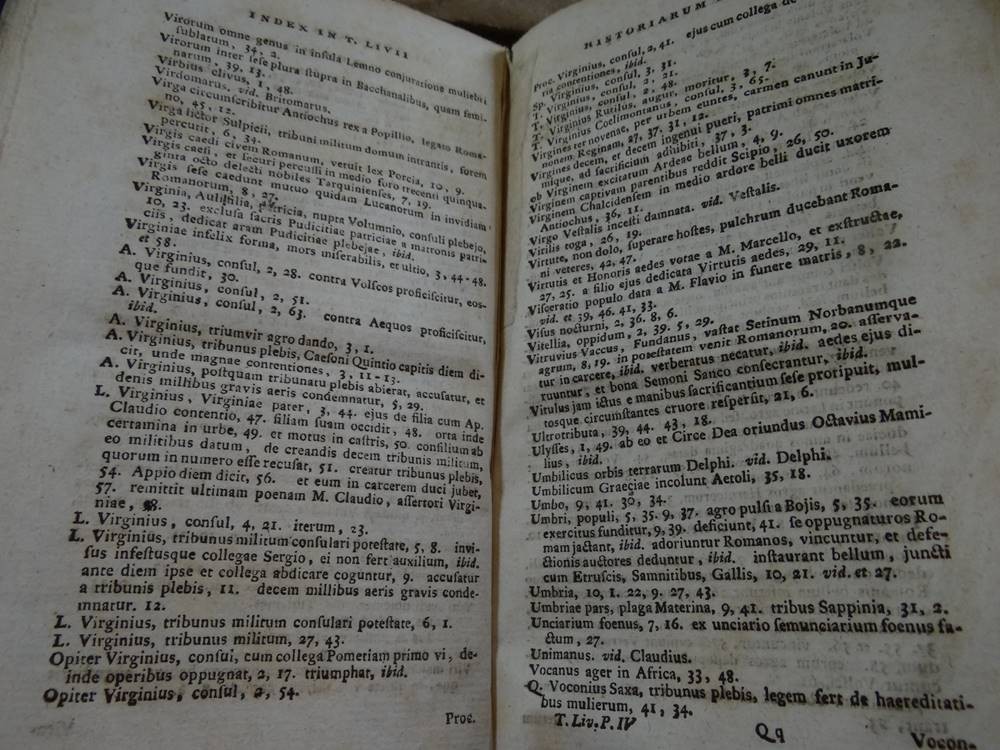 INDEX IN T. LIVII
Virorum omne genus in insula Lemno conjuratione muliebri
sublatum, 34, 2.
Virorum inter sese plura stupra in Bacchanalibus, quam femi-
narum, 39, 13.
Virbius clivus, 1, 48.
Virdomarus, vid. Britomarus.
Virga circumscribitur Antiochus rex a Popillio, legato Roma-
no, 45, 12.
Virga lictor Sulpicii, tribuni militum domum intrantis, forem
percutit, 6, 34.
Virgis caedi civem Romanum, vetuit lex Porcia, 10, 9.
Virgis caesi, et securi percussi in medio foro trecenti quinqua-
ginta octo delecti nobiles Tarquinienses, 7, 19.
Virgis sese caedunt mutuo quidam Lucanorum in invidiam
Romanorum, 8, 27.
Virginia, Auli filia, patricia, nupta Volumnio, consuli plebejo,
10, 23. exclusa sacris Pudicitiae patriciae a matronis patri-
ciis, dedicat aram Pudicitiae plebejae, ibid.
Virginiae infelix forma, mors miserabilis, et ultio, 3, 44-48.
et 58.
A. Virginius, consul, 2, 28. contra Volscos proficiscitur, eos-
que fundit, 30.
A. Virginius, consul, 2, 51.
A. Virginius, consul, 2, 63. contra Aequos proficiscitur,
ibid.
A. Virginius, triumvir agro dando, 3, 1.
A. Virginius, tribunus plebis, Caesoni Quintio capitis diem di-
cit, unde magnae contentiones, 3, 11-13.
A. Virginius, postquam tribunatu plebis abierat, accusatur, et
denis millibus gravis aeris condemnatur, 5, 29.
L. Virginius, Virginiae pater, 3, 44. ejus de filia cum Ap.
Claudio contentio, 47. filiam suam occidit, 48. orta inde
certamina in urbe, 49. et motus in castris, 50. consilium ab
eo militibus datum, de creandis decem tribunis militum,
quorum in numero esse recusat, 51. creatur tribunus plebis,
54. Appio diem dicit, 56. et eum in carcerem duci jubet,
57. remittit ultimam poenam M. Claudio, assertori Virgi-
niae, 58.
L. Virginius, consul, 4, 21. iterum, 23.
L. Virginius, tribunus militum consulari potestate, 5, 8. invi-
sus infestusque collegae Sergio, ei non fert auxilium, ibid.
ante diem ipse et collega abdicare coguntur, 9. accusatur
a tribunis plebis, 11. decem millibus aeris gravis conde-
mnatur. 12.
L. Virginius, tribunus militum consulari potestate, 6, 1.
L. Virginius, tribunus militum, 27, 43.
Opiter Virginius, consul, cum collega Pometiam primo vi, de-
inde operibus oppugnat, 2, 17. triumphat, ibid.
Opiter Virginius, consul, 2, 54.
Proc.
HISTORIARUM
Proc. Virginius, consul, 2, 41. ejus cum collega de
ria contentiones, ibid.
Sp. Virginius, consul, 3, 31.
T. Virginius, consul, 2, 21.
T. Virginius, consul, 2, 48.
T. Virginius Rutilus, augur, moritur, 3, 7.
T. Virginius Coelimontanus, consul, 3, 65.
Virgines ter novenae, per urbem euntes, carmen canunt in Ju-
nonem Reginam, 27, 37. 31, 12.
Virgines decem, et decem ingenui pueri, patrimi omnes matri-
mique, ad sacrificium adhibiti, 37, 3.
ob Virginem excitatum Ardeae bellum, 4, 9.
Virginem captivam parentibus reddit Scipio, 26, 50.
Virginem Chalcidensem in medio ardore belli ducit uxorem
Antiochus, 36, 11.
Virgo Vestalis incesti damnata. vid. Vestalis.
Virilis toga, 26, 19.
Virtute, non dolo, superare hostes, pulchrum ducebant Roma-
ni veteres, 42, 47.
Virtutis et Honoris aedes votae a M. Marcello, et exstructae,
27, 25. a filio ejus dedicata Virtutis aedes, 29, 11.
Visceratio populo data a M. Flavio in funere matris, 8, 22.
vid. et 39, 46. 41, 33.
Visus nocturni, 2, 36. 8, 6.
Vitellia, oppidum, 2, 39. 5, 29.
Vitruvius Vaccus, Fundanus, vastat Setinum Norbanumque
agrum, 8, 19. in potestatem venit Romanorum, 20. asserva-
tur in carcere, ibid. verberatus necatur, ibid. aedes ejus di-
ruuntur, et bona Semoni Sanco consecrantur, ibid.
Vitulus jam ictus e manibus sacrificantium sese proripuit, mul-
tosque circumstantes cruore respersit, 21, 6.
Ultrotributa, 39, 44. 43, 18.
Ulysses, 1, 49. ab eo et Circe Dea oriundus Octavius Mami-
lius, ibid.
Umbilicus orbis terrarum Delphi. vid. Delphi.
Umbilicum Graeciae incolunt Aetoli, 35, 18.
Umbo, 9, 41. 30, 34.
Umbri, populi, 5, 35. 9, 37. agro pulsi a Bojis, 5, 35. eorum
exercitus funditur, 9, 39. deficiunt, 41. se oppugnaturos Ro-
mam jactant, ibid. adoriuntur Romanos, vincuntur, et defe-
ctionis auctores deduntur, ibid. instaurant bellum, juncti
cum Etruscis, Samnitibus, Gallis, 10, 21. vid. et 27.
Umbria, 10, 1. 22, 9. 27, 43.
Umbriae pars, plaga Materina, 9, 41. tribus Sappinia, 31, 2.
Unciarium foenus, 7, 16. ex unciario semunciarium foenus fa-
ctum, 27.
Unimanus. vid. Claudius.
Vocanus ager in Africa, 33, 48.
Q. Voconius Saxa, tribunus plebis, legem fert de haereditati-
bus mulierum, 41, 34.
T. Liv. P. IV
Qq
Vocon-